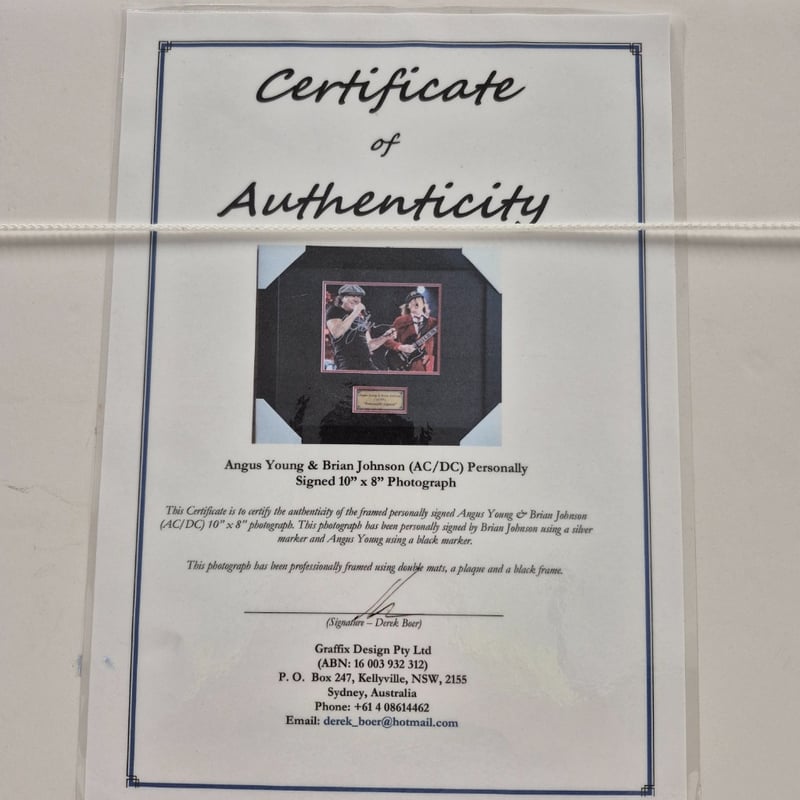 Certificate
of
Authenticity
Angus Young & Brian Johnson (AC/DC) Personally
Signed 10” x 8” Photograph
This Certificate is to certify the authenticity of the framed personally signed Angus Young & Brian Johnson
(AC/DC) 10” x 8” photograph. This photograph has been personally signed by Brian Johnson using a silver
marker and Angus Young using a black marker.
This photograph has been professionally framed using double mats, a plaque and a black frame.
(Signature – Derek Boer)
Graffix Design Pty Ltd
(ABN: 16 003 932 312)
P. O. Box 247, Kellyville, NSW, 2155
Sydney, Australia
Phone: +61 4 08614462
Email: derek_boer@hotmail.com